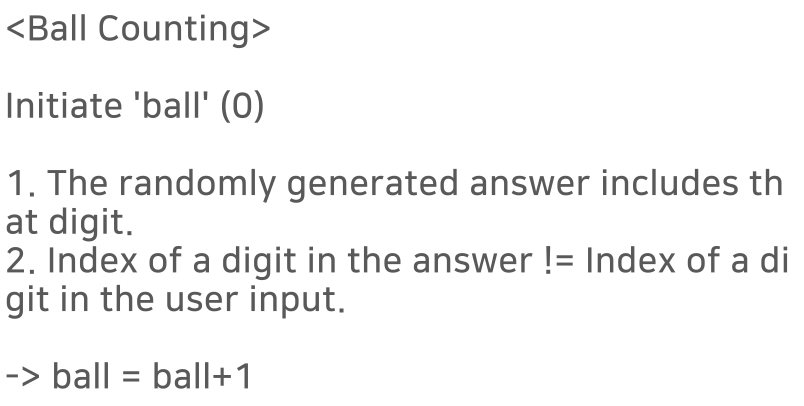 <Ball Counting>
Initiate 'ball' (0)
1. The randomly generated answer includes th
at digit.
2. Index of a digit in the answer != Index of a di
git in the user input.
-> ball = ball+1